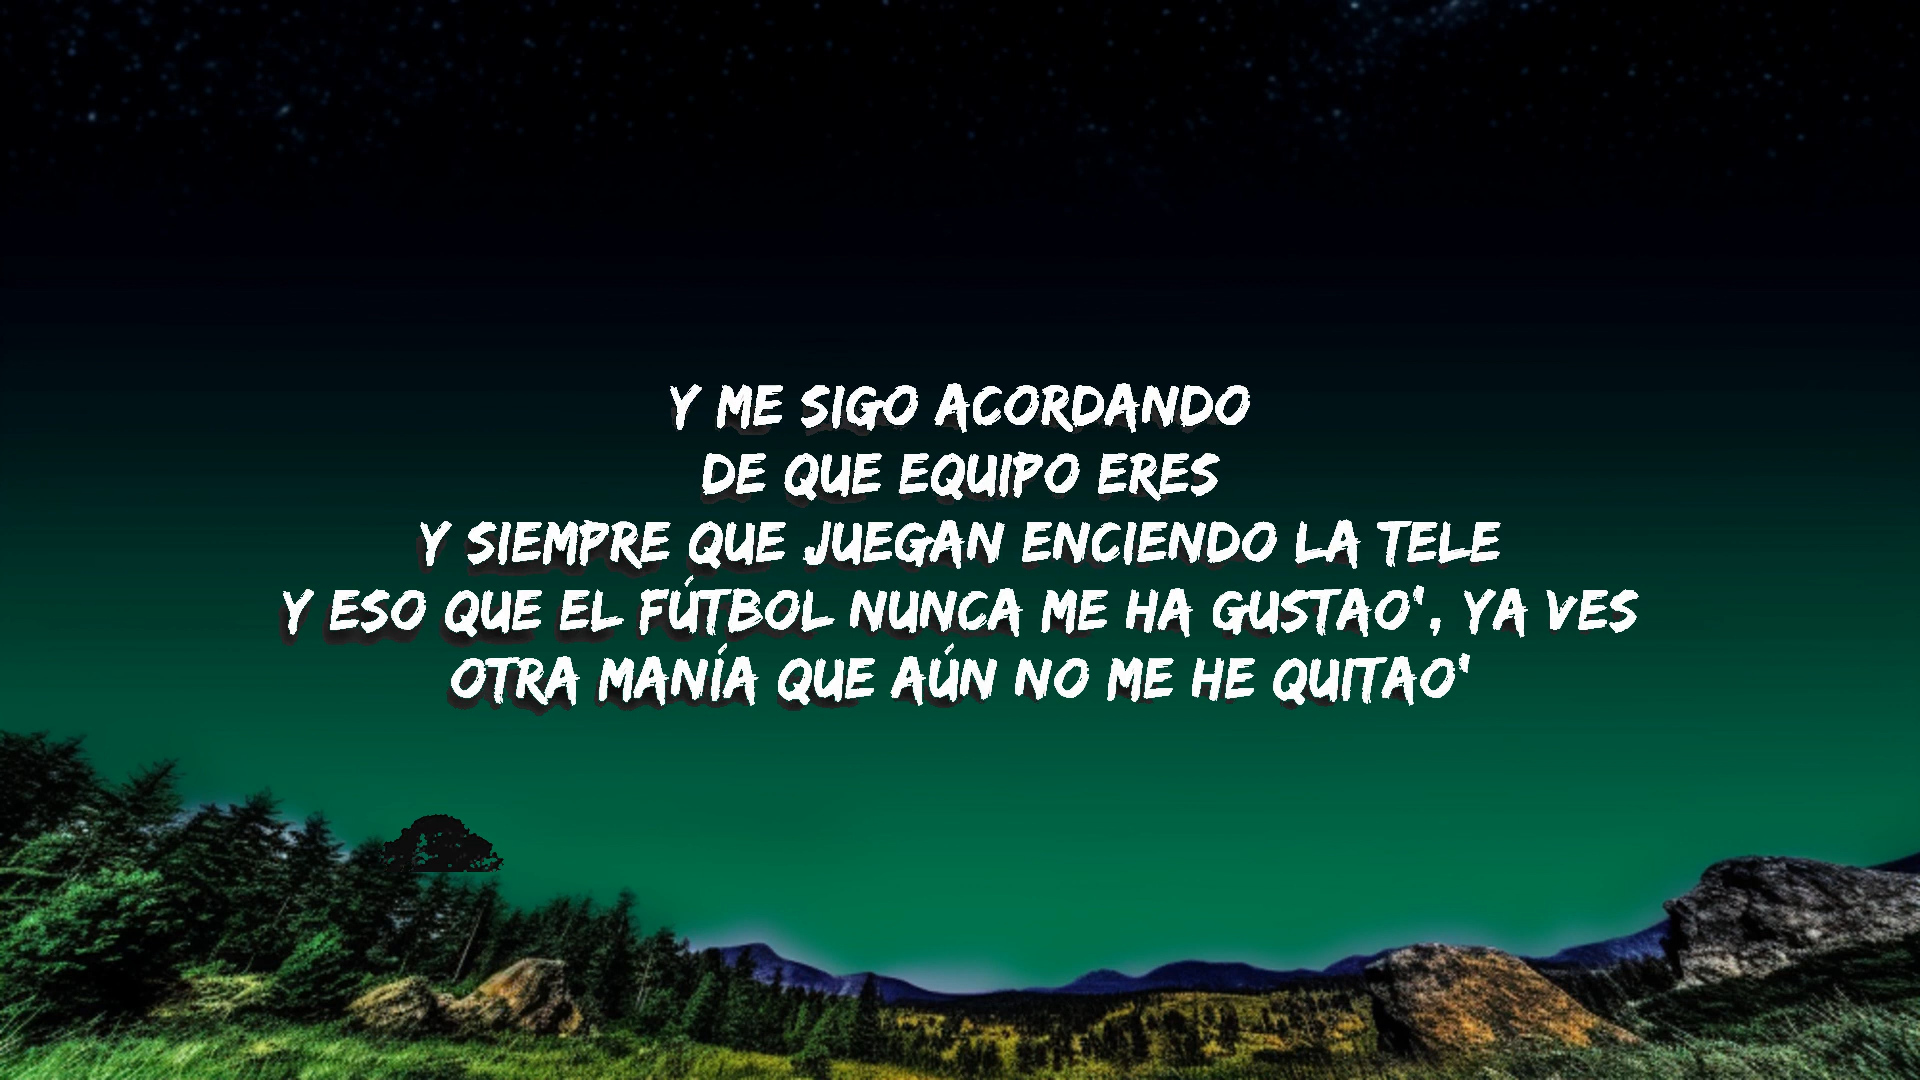 Y ME SIGO ACORDANDO
DE QUE EQUIPO ERES
Y SIEMPRE QUE JUEGAN ENCIENDO LA TELE
Y ESO QUE EL FÚTBOL NUNCA ME HA GUSTAO', YA VES
OTRA MANÍA QUE AÚN NO ME HE QUITAO'